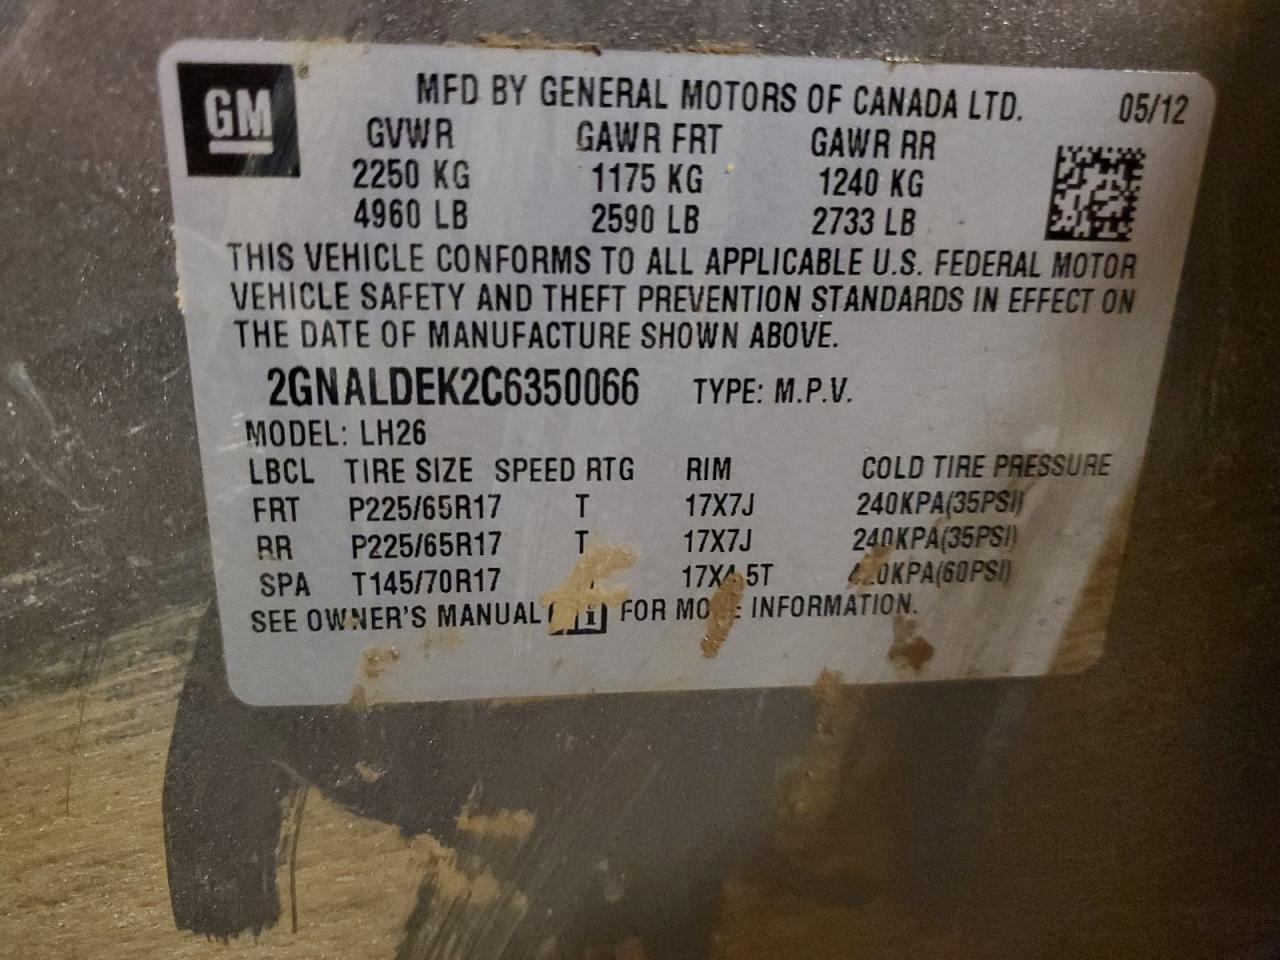 GM
MFD BY GENERAL MOTORS OF CANADA LTD. 05/12
GVWR GAWR FRT GAWR RR
2250 KG 1175 KG 1240 KG
4960 LB 2590 LB 2733 LB
THIS VEHICLE CONFORMS TO ALL APPLICABLE U.S. FEDERAL MOTOR
VEHICLE SAFETY AND THEFT PREVENTION STANDARDS IN EFFECT ON
THE DATE OF MANUFACTURE SHOWN ABOVE.
2GNALDEK2C6350066 TYPE: M.P.V.
MODEL: LH26
LBCL TIRE SIZE SPEED RTG RIM COLD TIRE PRESSURE
FRT P225/65R17 T 17X7J 240KPA(35PSI)
RR P225/65R17 T 17X7J 240KPA(35PSI)
SPA T145/70R17 17X4.5T 420KPA(60PSI)
SEE OWNER'S MANUAL i FOR MORE INFORMATION.